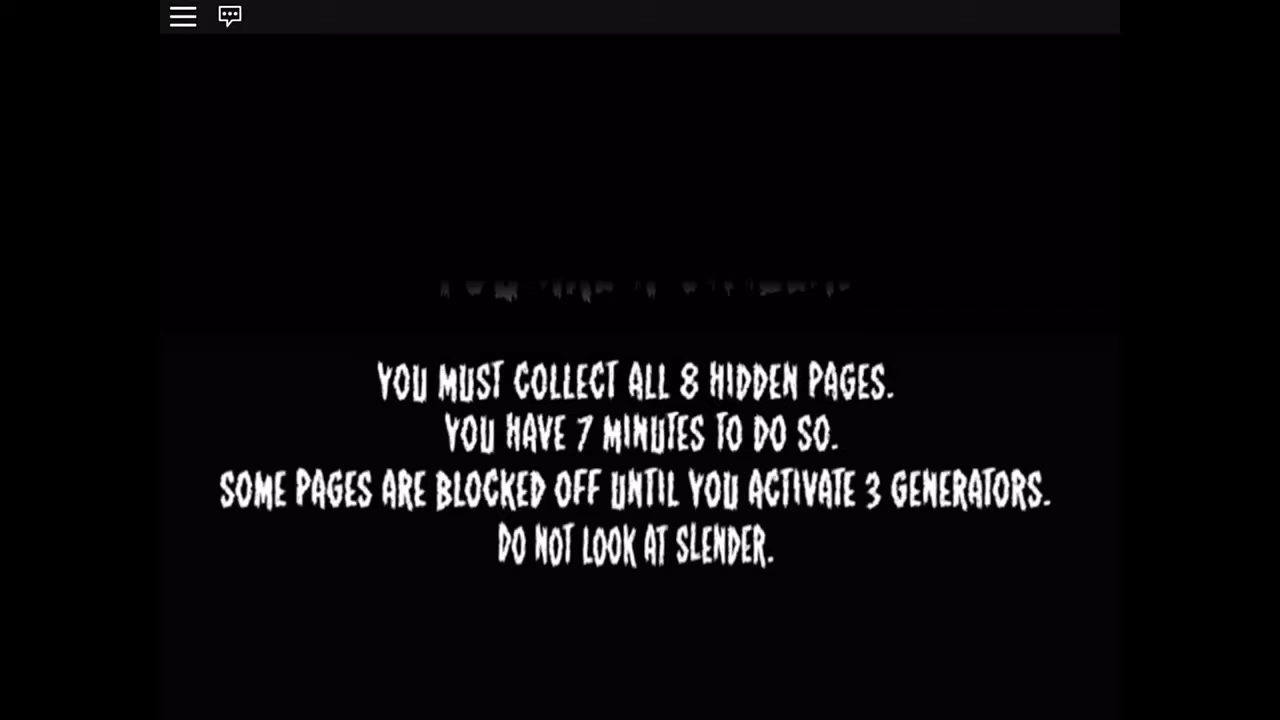 YOU MUST COLLECT ALL 8 HIDDEN PAGES.
YOU HAVE 7 MINUTES TO DO SO.
SOME PAGES ARE BLOCKED OFF UNTIL YOU ACTIVATE 3 GENERATORS.
DO NOT LOOK AT SLENDER.